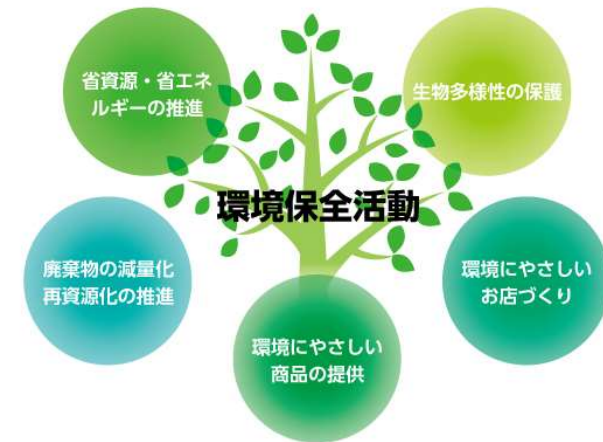 省資源・省エネ
ルギーの推進
生物多様性の保護
環境保全活動
廃棄物の減量化
再資源化の推進
環境にやさしい
お店づくり
環境にやさしい
商品の提供